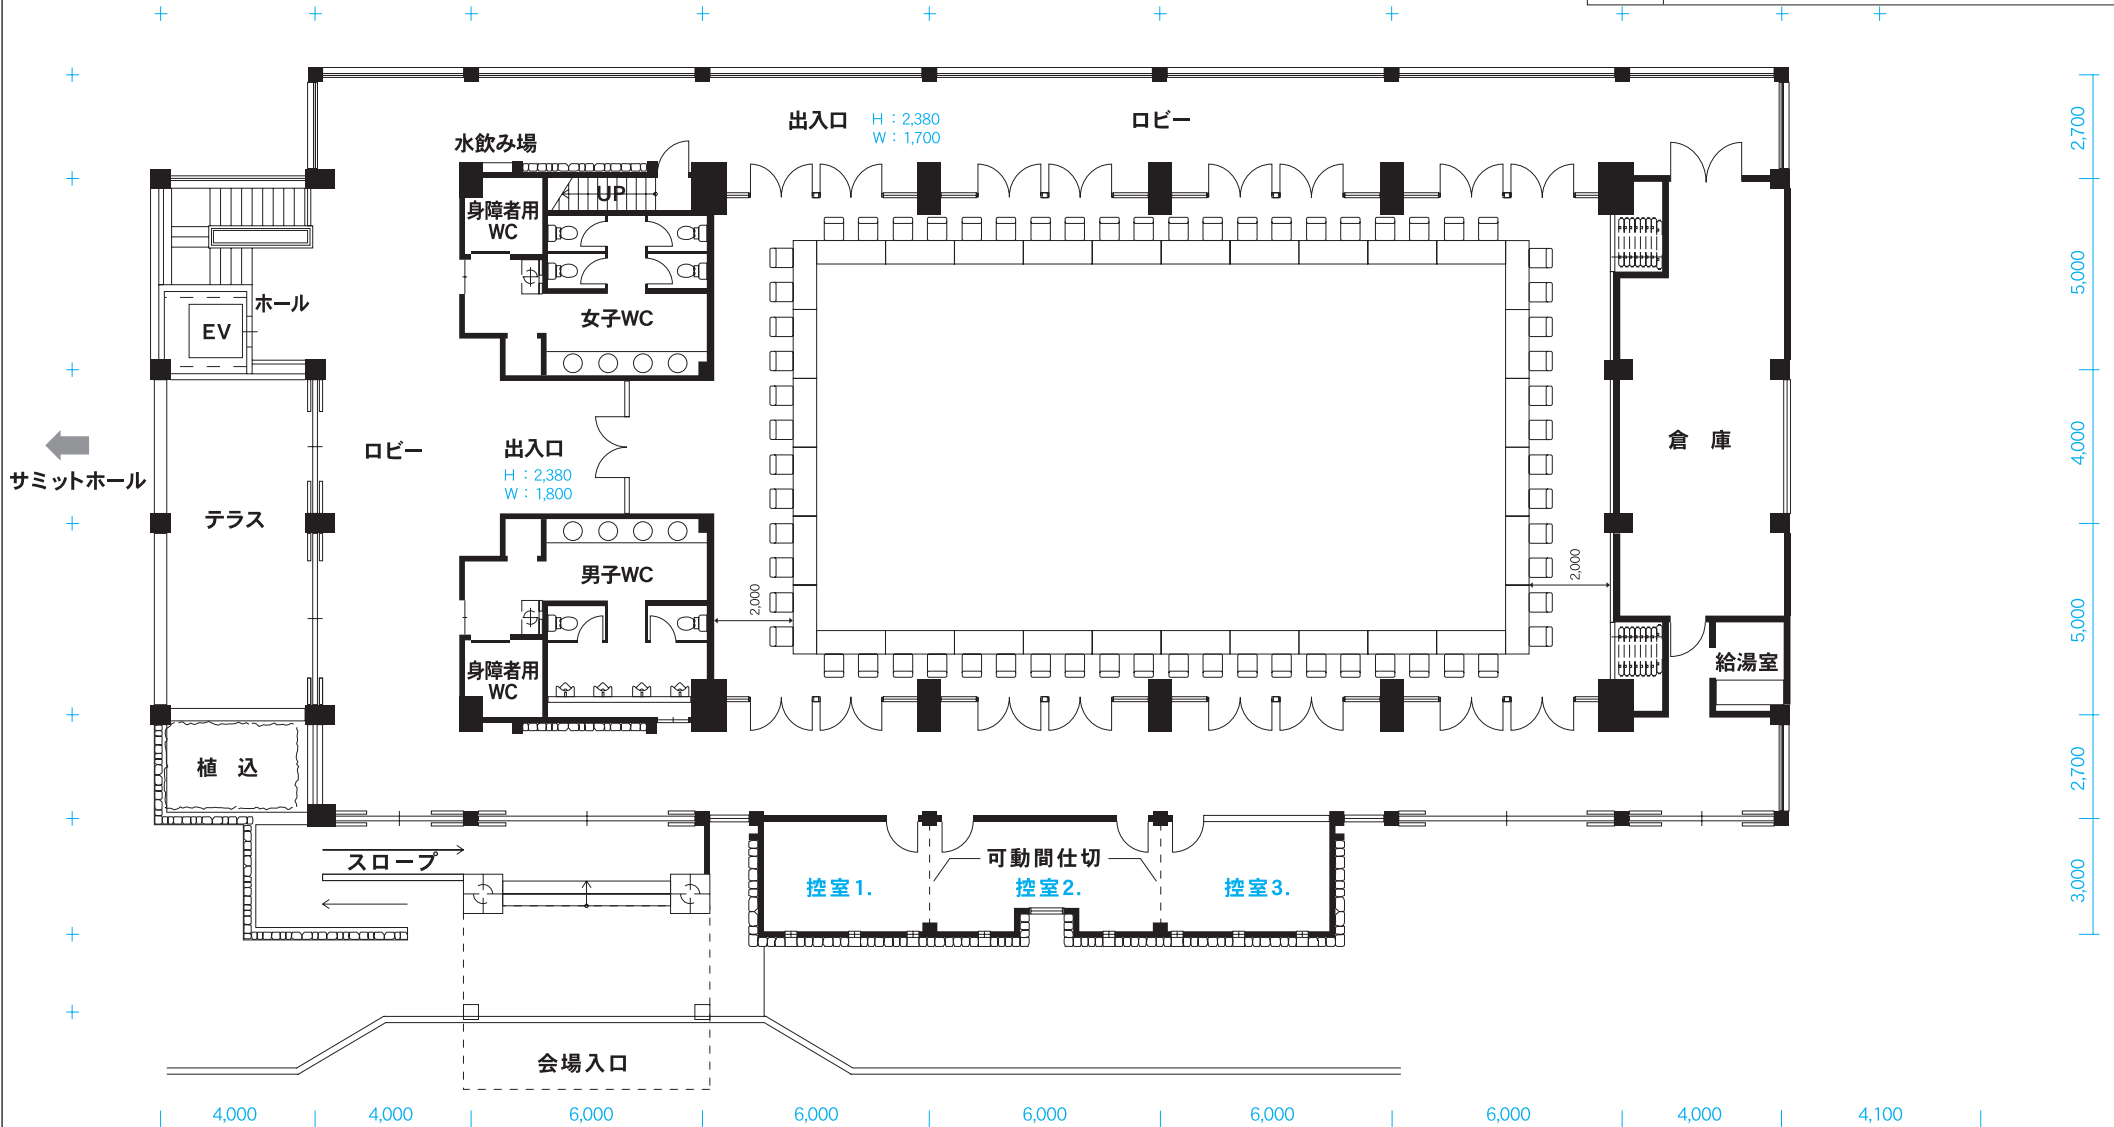 出入口
H : 2,380
W : 1,700
ロビー
水飲み場
UP
身障者用
WC
女子WC
ホール
EV
ロビー
出入口
H : 2,380
W : 1,800
サミットホール
テラス
男子WC
身障者用
WC
2,000
2,000
倉 庫
給湯室
植 込
スロープ
可動間仕切
控室1.
控室2.
控室3.
会場入口
2,700
5,000
4,000
5,000
2,700
3,000
4,000
4,000
6,000
6,000
6,000
6,000
6,000
4,000
4,100